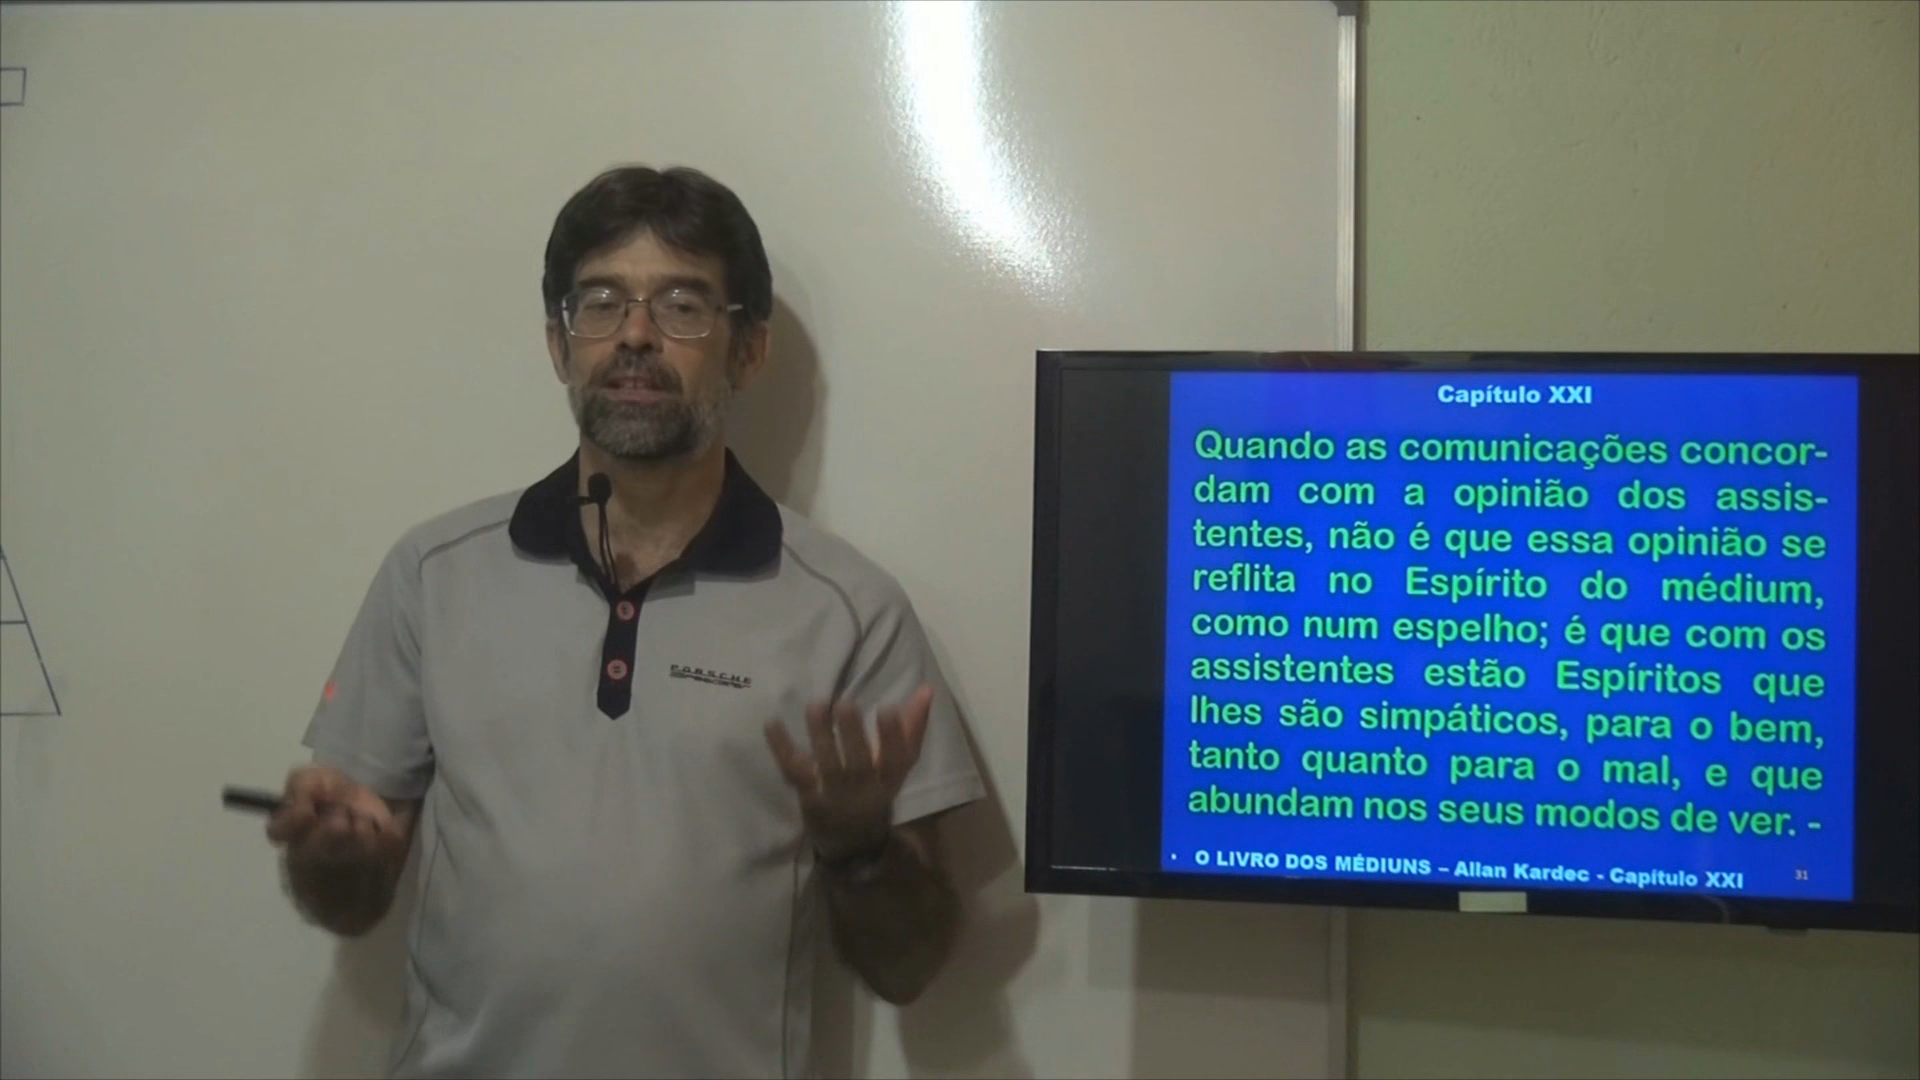 Capítulo XXI
Quando as comunicações concor-
dam com a opinião dos assis-
tentes, não é que essa opinião se
reflita no Espírito do médium,
como num espelho; é que com os
assistentes estão Espíritos que
lhes são simpáticos, para o bem,
tanto quanto para o mal, e que
abundam nos seus modos de ver. -
• O LIVRO DOS MÉDIUNS – Allan Kardec - Capítulo XXI
31
PORSCHE